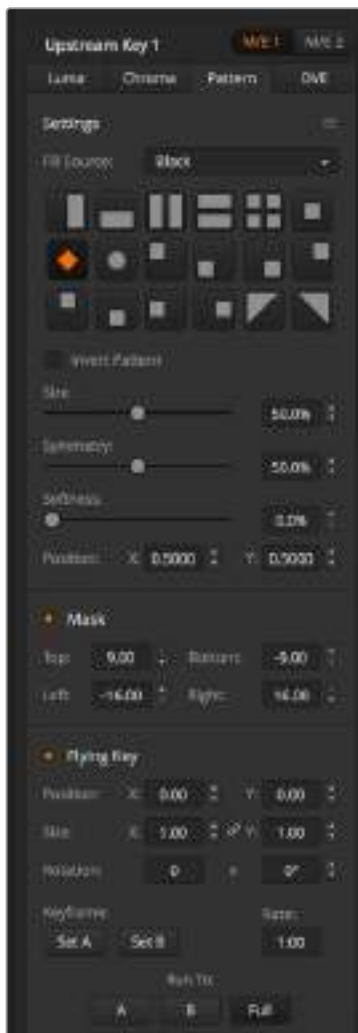 Upstream Key 1 M/E 1 M/E 2
Luma Chroma Pattern DVE
Settings
Fill Source: Black
Invert Pattern
Size:
50.0%
Symmetry:
50.0%
Softness:
0.0%
Position: X: 0.5000 Y: 0.5000
Mask
Top: 9.00 Bottom: -9.00
Left: -16.00 Right: 16.00
Flying Key
Position: X: 0.00 Y: 0.00
Size: X: 1.00 Y: 1.00
Rotation: 0 x 0°
Keyframe: Rate:
Set A Set B 1:00
Run To:
A B Full